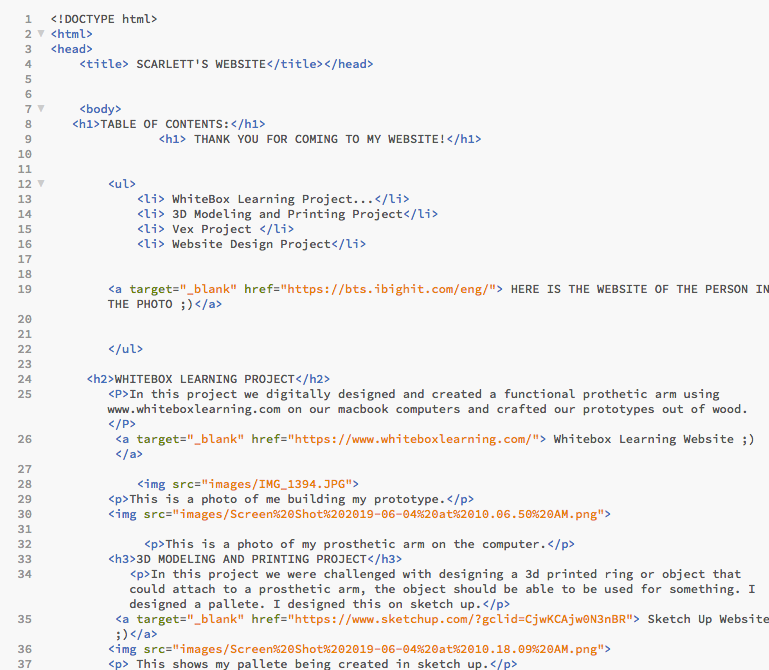 1 <!DOCTYPE html>
2 <html>
3 <head>
4 <title> SCARLETT'S WEBSITE</title></head>
5
6
7 <body>
8 <h1>TABLE OF CONTENTS:</h1>
9 <h1> THANK YOU FOR COMING TO MY WEBSITE!</h1>
10
11
12 <ul>
13 <li> WhiteBox Learning Project...</li>
14 <li> 3D Modeling and Printing Project</li>
15 <li> Vex Project </li>
16 <li> Website Design Project</li>
17
18
19 <a target="_blank" href="https://bts.ibighit.com/eng/"> HERE IS THE WEBSITE OF THE PERSON IN
THE PHOTO ;)</a>
20
21
22 </ul>
23
24 <h2>WHITEBOX LEARNING PROJECT</h2>
25 <P>In this project we digitally designed and created a functional prothetic arm using
www.whiteboxlearning.com on our macbook computers and crafted our prototypes out of wood.
</P>
26 <a target="_blank" href="https://www.whiteboxlearning.com/"> Whitebox Learning Website ;)
</a>
27
28 <img src="images/IMG_1394.JPG">
29 <p>This is a photo of me building my prototype.</p>
30 <img src="images/Screen%20Shot%202019-06-04%20at%2010.06.50%20AM.png">
31
32 <p>This is a photo of my prosthetic arm on the computer.</p>
33 <h3>3D MODELING AND PRINTING PROJECT</h3>
34 <p>In this project we were challenged with designing a 3d printed ring or object that
could attach to a prosthetic arm, the object should be able to be used for something. I
designed a pallete. I designed this on sketch up.</p>
35 <a target="_blank" href="https://www.sketchup.com/?gclid=CjwKCAjw0N3nBR"> Sketch Up Website
;)</a>
36 <img src="images/Screen%20Shot%202019-06-04%20at%2010.18.09%20AM.png">
37 <p> This shows my pallete being created in sketch up.</p>